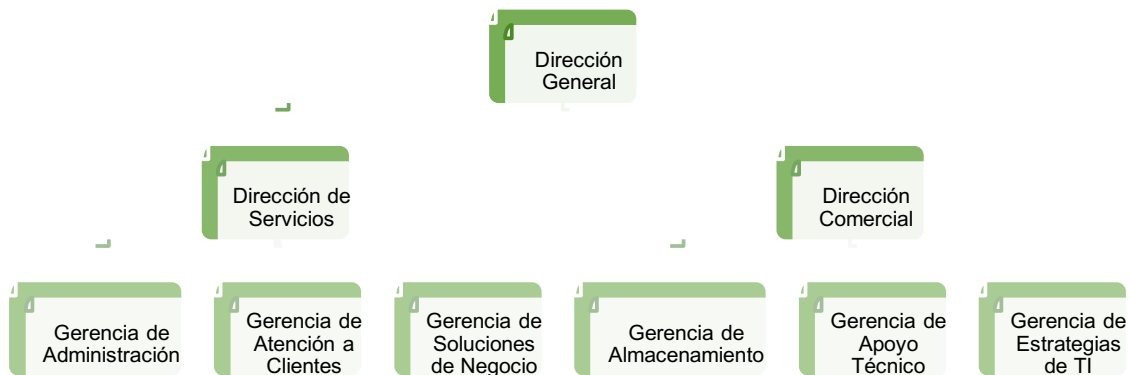 Dirección
General
Dirección de
Servicios
Dirección
Comercial
Gerencia de
Administración
Gerencia de
Atención a
Clientes
Gerencia de
Soluciones
de Negocio
Gerencia de
Almacenamiento
Gerencia de
Apoyo
Técnico
Gerencia de
Estrategias
de TI